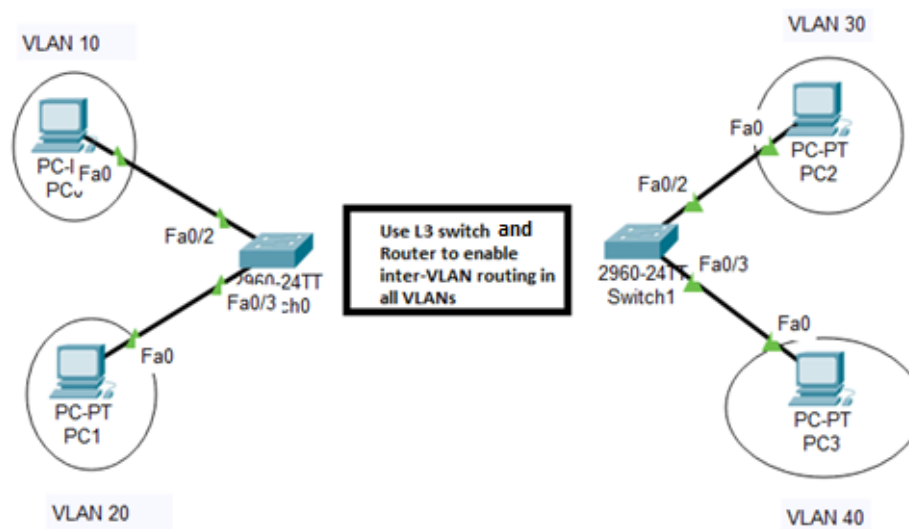 VLAN 10
VLAN 30
Fa0
PC-PT
PC2
Fa0
Fa0/2
Fa0/2
Use L3 switch and
Router to enable
inter-VLAN routing in
all VLANs
2960-24TT
Switch1
Fa0/3
Fa0/3
Fa0
Fa0
PC-PT
PC1
PC-PT
PC3
VLAN 20
VLAN 40